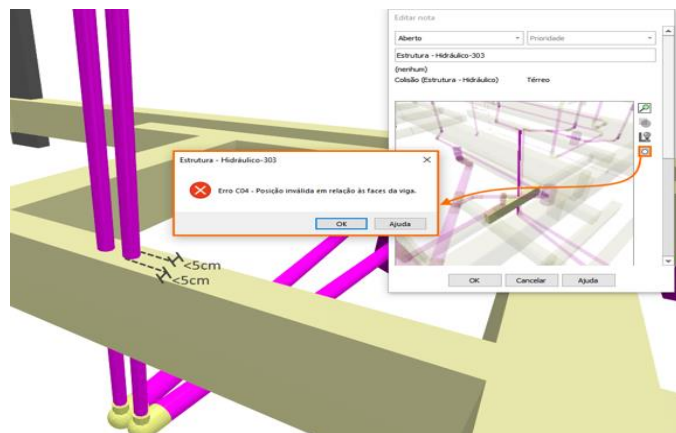 Editar nota
Aberto
Prioridade
Estrutura - Hidráulico-303
(nenhum)
Colisão (Estrutura - Hidráulico)
Térreo
Estrutura - Hidráulico-303
Erro C04 - Posição inválida em relação às faces da viga.
OK
Ajuda
<5cm
<5cm
OK
Cancelar
Ajuda